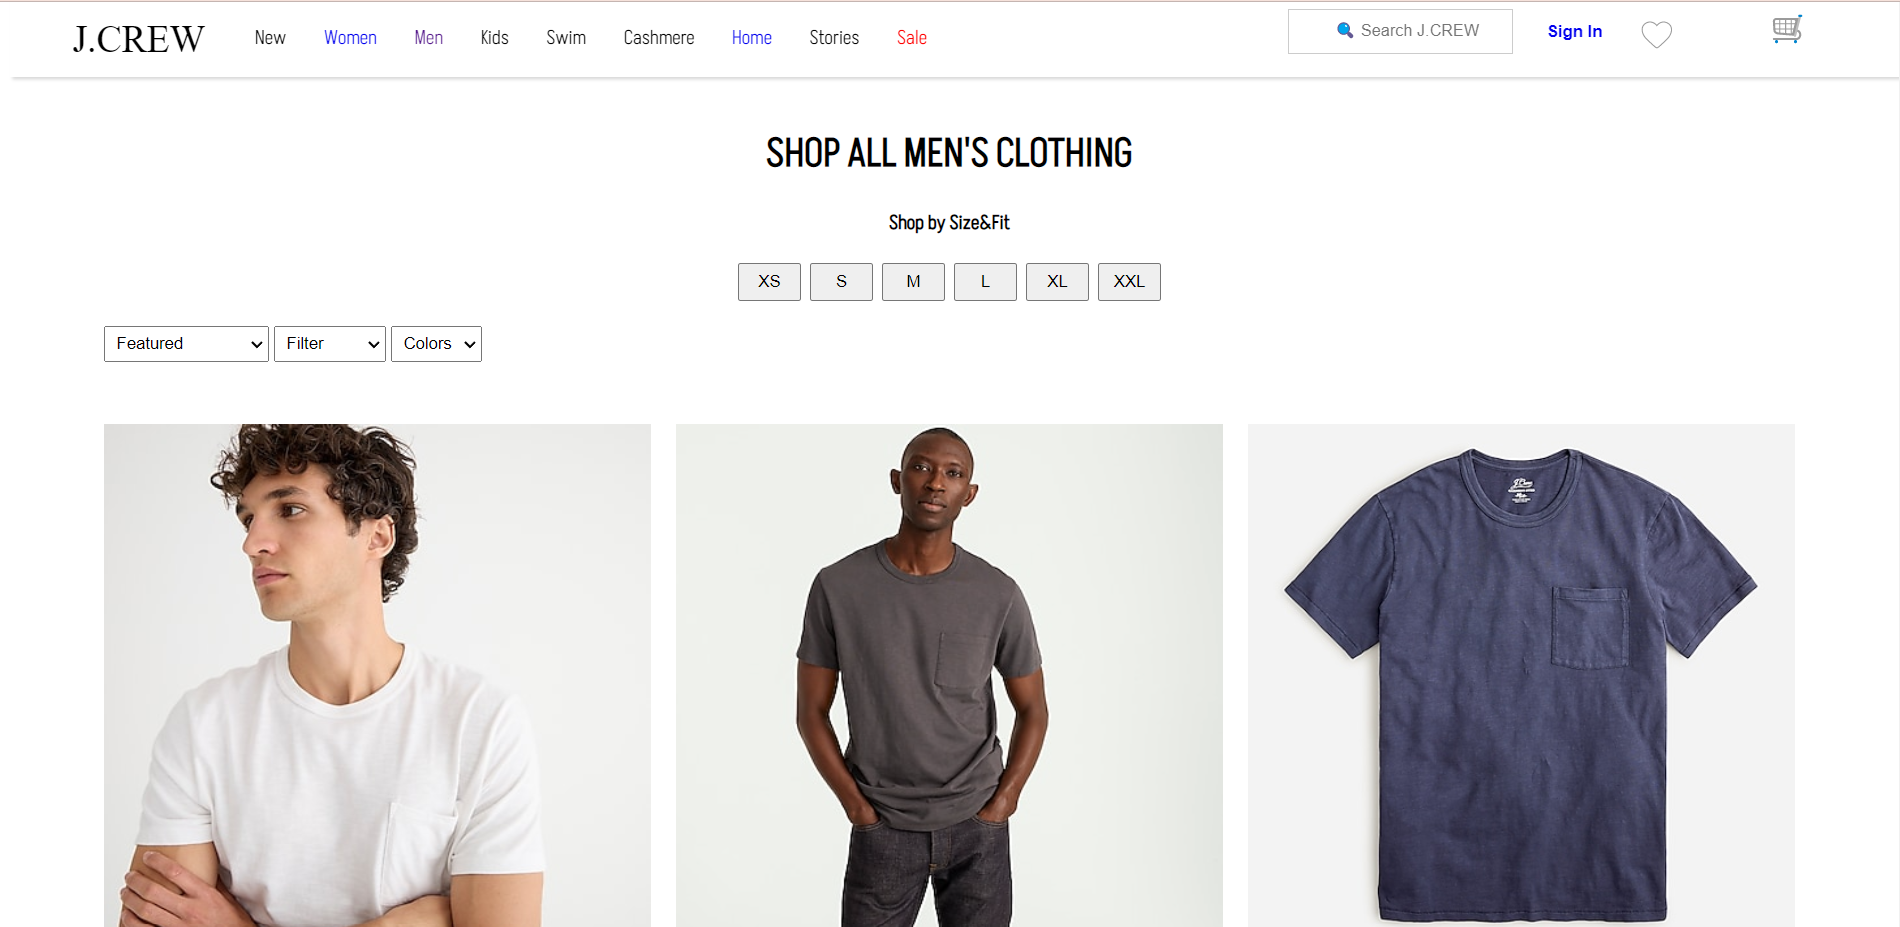 J.CREW New Women Men Kids Swim Cashmere Home Stories Sale Search J.CREW Sign In
SHOP ALL MEN'S CLOTHING
Shop by Size&Fit
XS S M L XL XXL
Featured Filter Colors
J.Crew